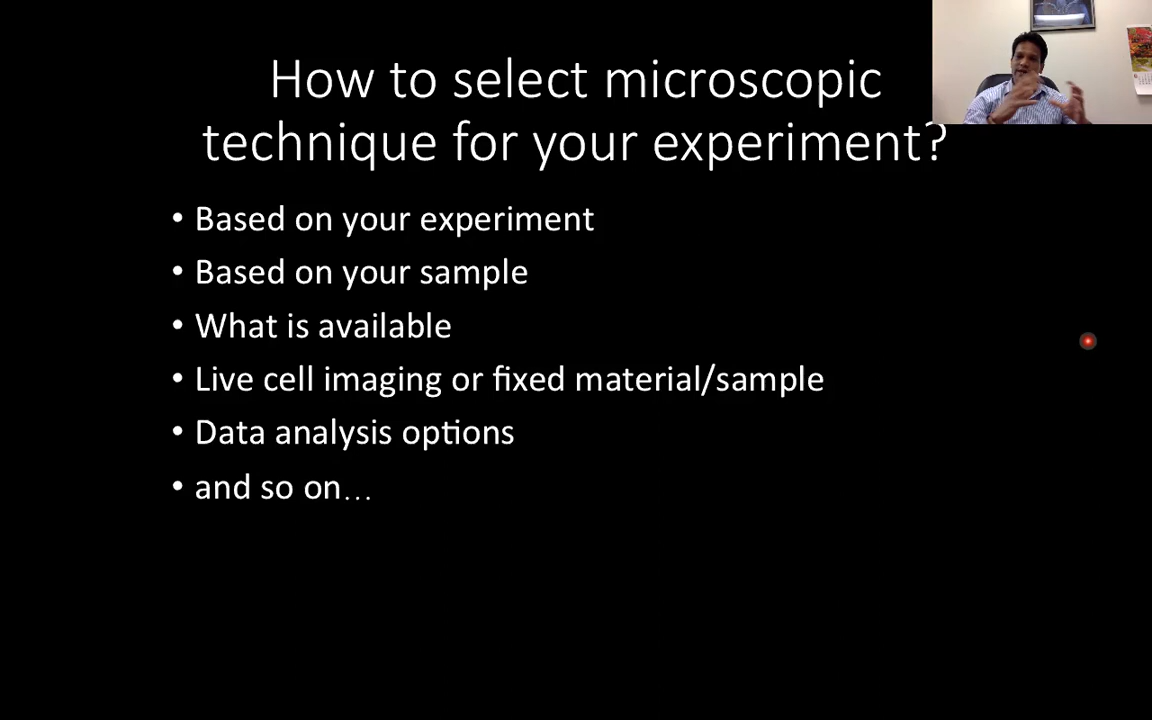 How to select microscopic
technique for your experiment?
• Based on your experiment
• Based on your sample
• What is available
• Live cell imaging or fixed material/sample
• Data analysis options
• and so on...